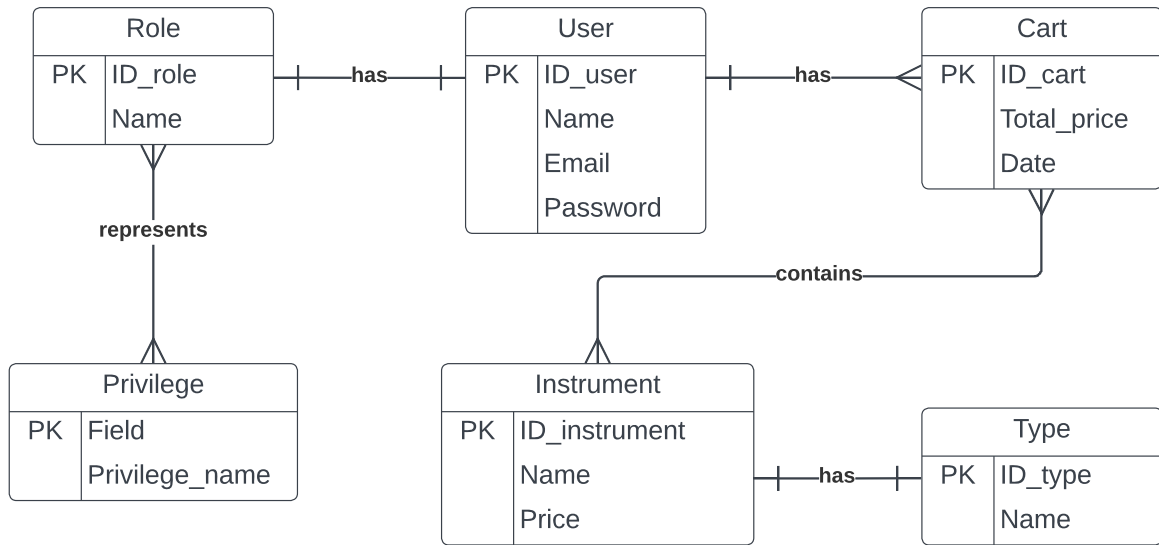 Role
PK ID_role
Name
has
User
PK ID_user
Name
Email
Password
has
Cart
PK ID_cart
Total_price
Date
represents
contains
Privilege
PK Field
Privilege_name
Instrument
PK ID_instrument
Name
Price
has
Type
PK ID_type
Name